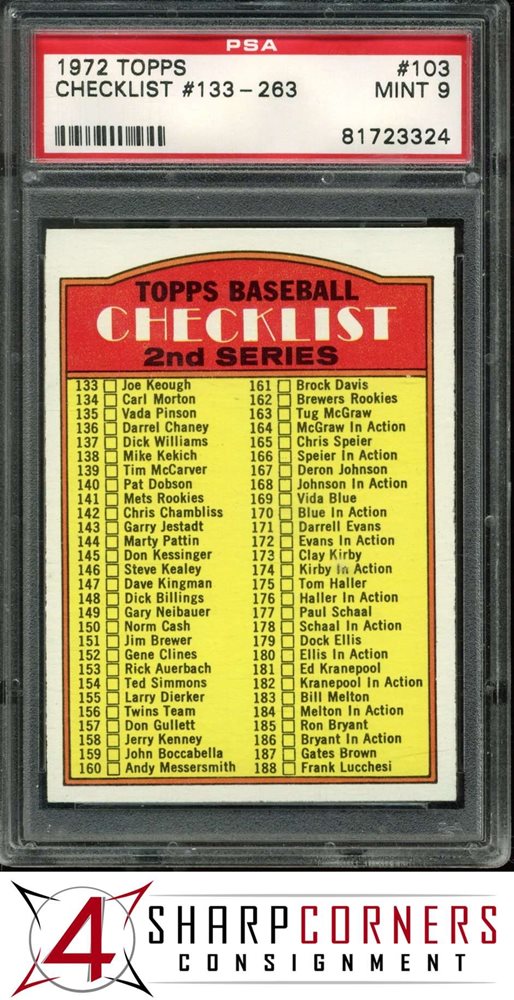 PSA
1972 TOPPS #103
CHECKLIST #133-263 MINT 9
81723324
TOPPS BASEBALL
CHECKLIST
2nd SERIES
133 Joe Keough
134 Carl Morton
135 Vada Pinson
136 Darrel Chaney
137 Dick Williams
138 Mike Kekich
139 Tim McCarver
140 Pat Dobson
141 Mets Rookies
142 Chris Chambliss
143 Garry Jestadt
144 Marty Pattin
145 Don Kessinger
146 Steve Kealey
147 Dave Kingman
148 Dick Billings
149 Gary Neibauer
150 Norm Cash
151 Jim Brewer
152 Gene Clines
153 Rick Auerbach
154 Ted Simmons
155 Larry Dierker
156 Twins Team
157 Don Gullett
158 Jerry Kenney
159 John Boccabella
160 Andy Messersmith
161 Brock Davis
162 Brewers Rookies
163 Tug McGraw
164 McGraw In Action
165 Chris Speier
166 Speier In Action
167 Deron Johnson
168 Johnson In Action
169 Vida Blue
170 Blue In Action
171 Darrell Evans
172 Evans In Action
173 Clay Kirby
174 Kirby In Action
175 Tom Haller
176 Haller In Action
177 Paul Schaal
178 Schaal In Action
179 Dock Ellis
180 Ellis In Action
181 Ed Kranepool
182 Kranepool In Action
183 Bill Melton
184 Melton In Action
185 Ron Bryant
186 Bryant In Action
187 Gates Brown
188 Frank Lucchesi
4 SHARPCORNERS
CONSIGNMENT